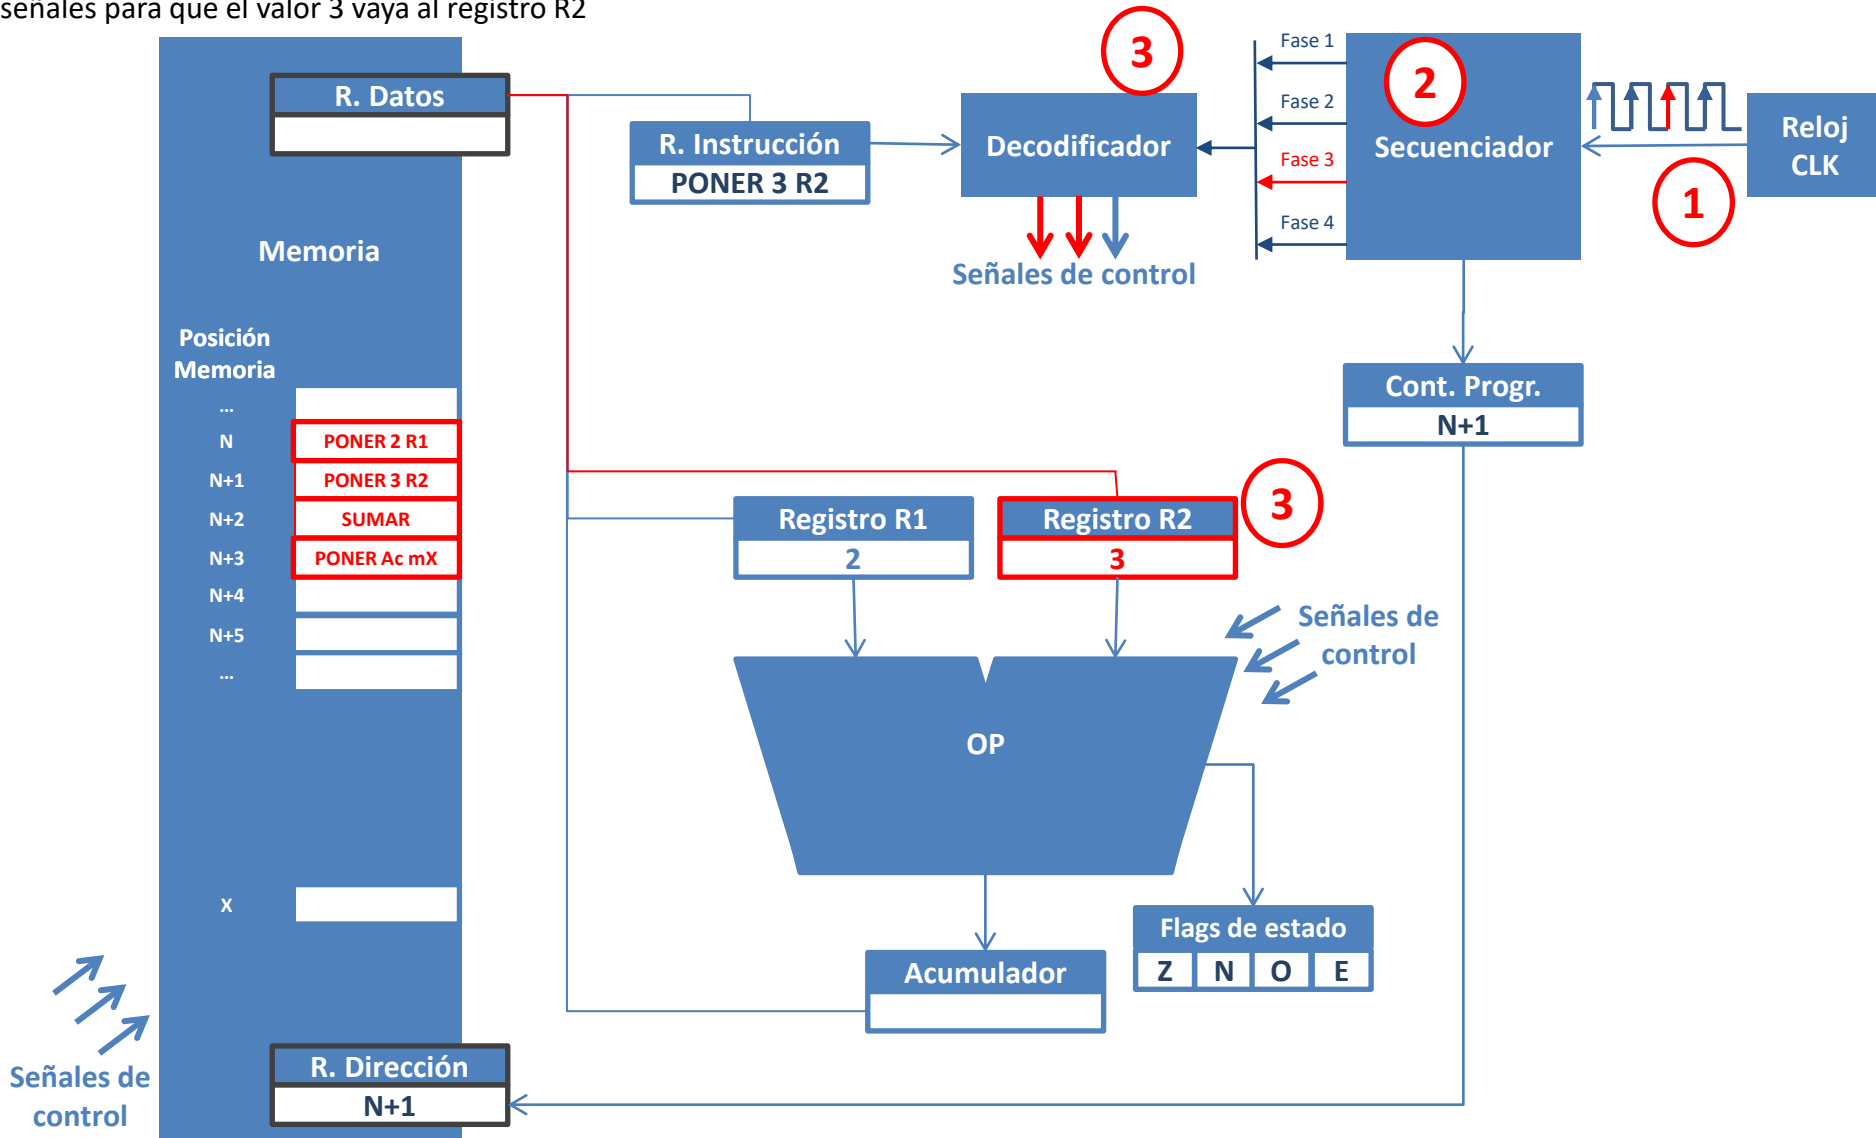 señales para que el valor 3 vaya al registro R2
R. Datos
R. Instrucción
PONER 3 R2
3
Decodificador
Señales de control
Fase 1
Fase 2
Fase 3
Fase 4
2
Secuenciador
1
Reloj
CLK
Memoria
Posición
Memoria
...
N PONER 2 R1
N+1 PONER 3 R2
N+2 SUMAR
N+3 PONER Ac mX
N+4
N+5
...
X
Cont. Progr.
N+1
Registro R1
2
Registro R2
3
3
Señales de
control
OP
Flags de estado
Z N O E
Acumulador
Señales de
control
R. Dirección
N+1